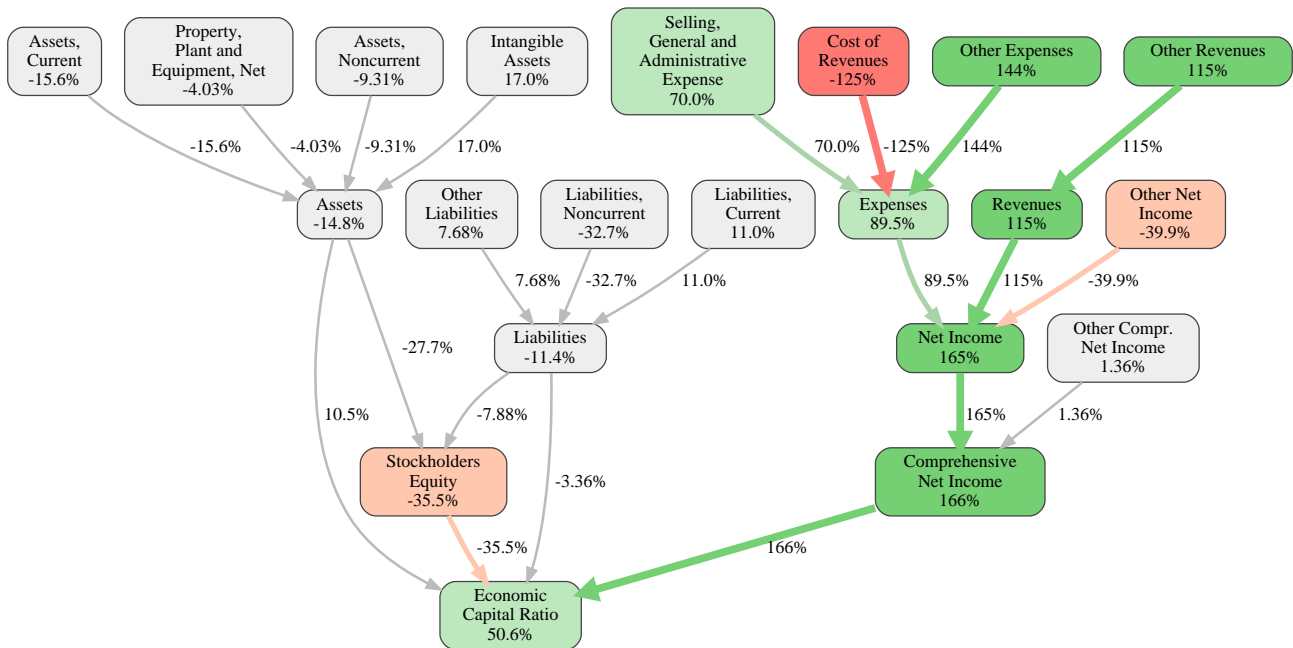 Assets,
Current
-15.6%
Property,
Plant and
Equipment, Net
-4.03%
Assets,
Noncurrent
-9.31%
Intangible
Assets
17.0%
Selling,
General and
Administrative
Expense
70.0%
Cost of
Revenues
-125%
Other Expenses
144%
Other Revenues
115%
-15.6%
-4.03%
-9.31%
17.0%
70.0%
-125%
144%
115%
Assets
-14.8%
Other
Liabilities
7.68%
Liabilities,
Noncurrent
-32.7%
Liabilities,
Current
11.0%
Expenses
89.5%
Revenues
115%
Other Net
Income
-39.9%
7.68%
-32.7%
11.0%
89.5%
115%
-39.9%
Liabilities
-11.4%
Net Income
165%
Other Compr.
Net Income
1.36%
-27.7%
10.5%
-7.88%
165%
1.36%
Stockholders
Equity
-35.5%
-3.36%
Comprehensive
Net Income
166%
-35.5%
166%
Economic
Capital Ratio
50.6%